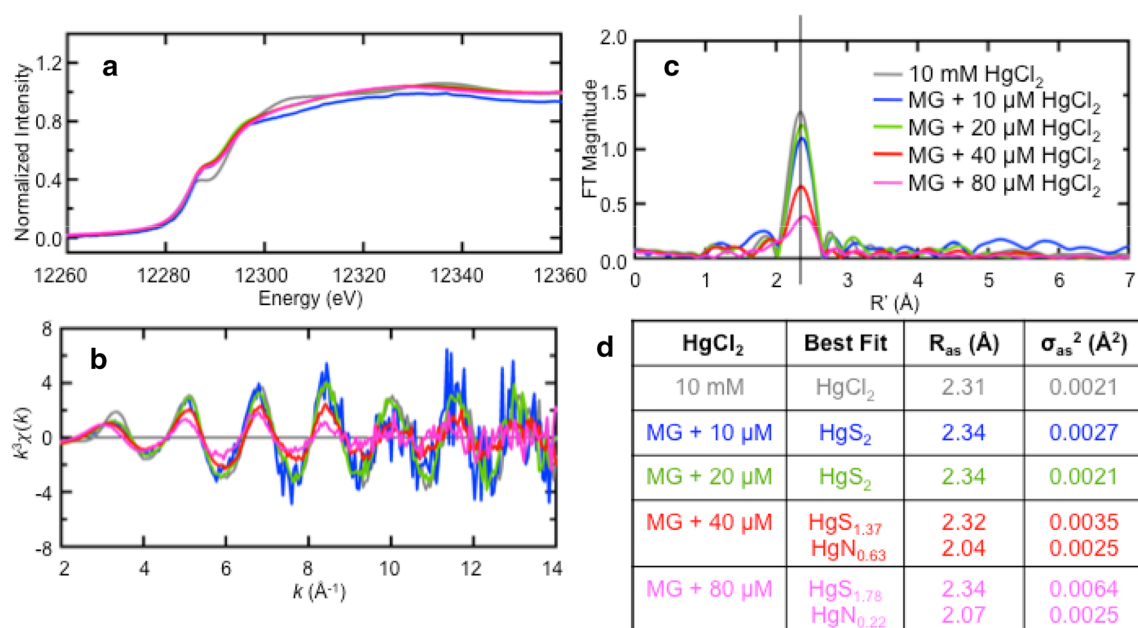 a
Normalized Intensity
1.2
0.8
0.4
0.0
12260 12280 12300 12320 12340 12360
Energy (eV)
b
k³χ(k)
8
4
0
-4
-8
2 4 6 8 10 12 14
k (Å⁻¹)
c
FT Magnitude
2.0
1.5
1.0
0.5
0.0
0 1 2 3 4 5 6 7
R' (Å)
10 mM HgCl₂
MG + 10 µM HgCl₂
MG + 20 µM HgCl₂
MG + 40 µM HgCl₂
MG + 80 µM HgCl₂
d
HgCl₂ Best Fit Rₐₛ (Å) σₐₛ² (Å²)
10 mM HgCl₂ 2.31 0.0021
MG + 10 µM HgS₂ 2.34 0.0027
MG + 20 µM HgS₂ 2.34 0.0021
MG + 40 µM HgS₁.₃₇ 2.32 0.0035
HgN₀.₆₃ 2.04 0.0025
MG + 80 µM HgS₁.₇₈ 2.34 0.0064
HgN₀.₂₂ 2.07 0.0025